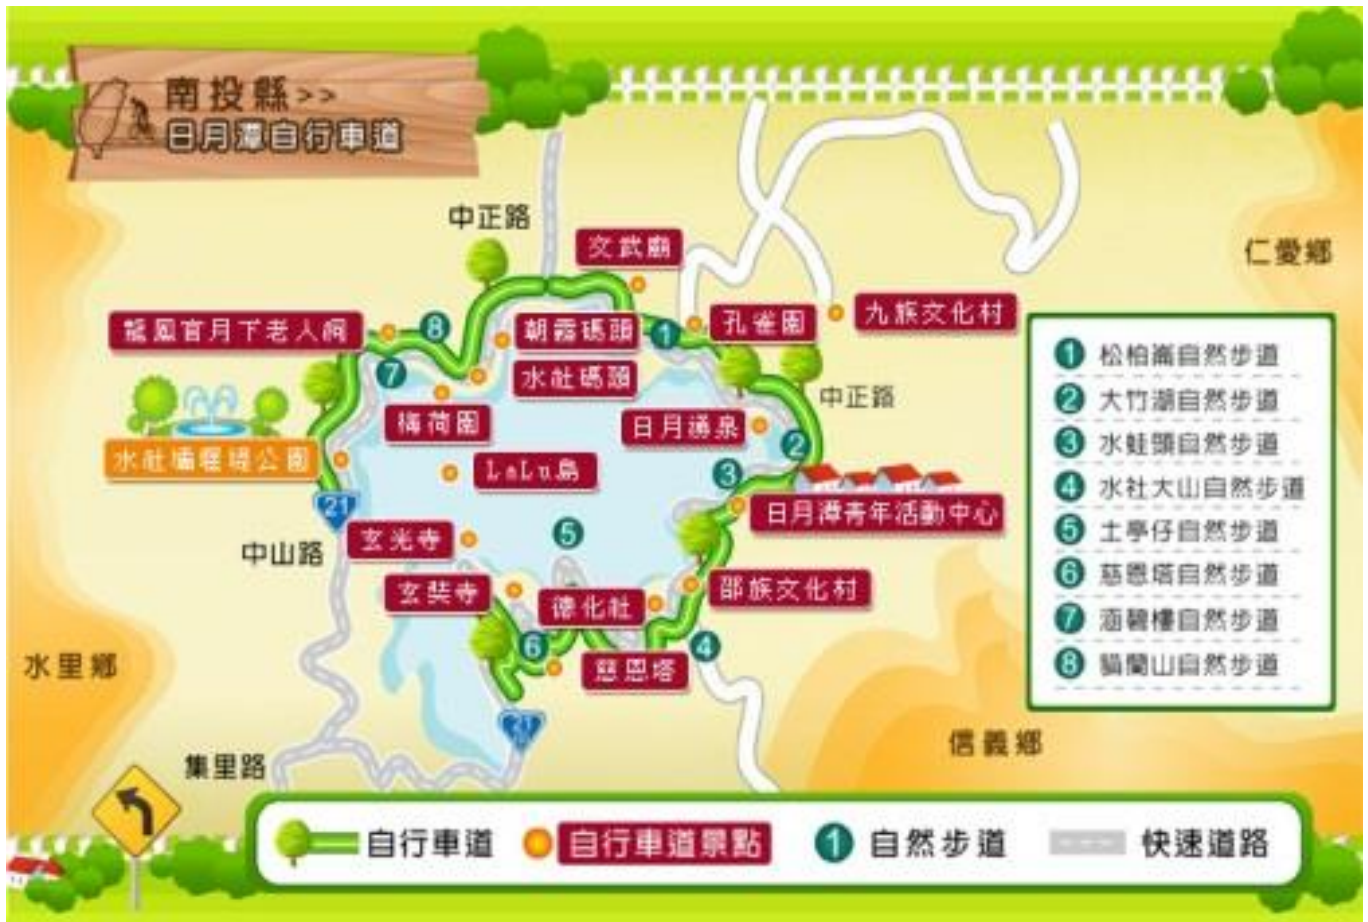 南投縣>>
日月潭自行車道
中正路
文武廟
仁愛鄉
龍鳳宮月下老人祠
8
朝霧碼頭
1
孔雀園
九族文化村
7
水社碼頭
中正路
梅荷園
日月湧泉
2
水社壩堰堤公園
LaLu島
3
21
日月潭青年活動中心
中山路
玄光寺
5
玄奘寺
德化社
邵族文化村
6
慈恩塔
4
水里鄉
21
信義鄉
集里路
1 松柏崙自然步道
2 大竹湖自然步道
3 水蛙頭自然步道
4 水社大山自然步道
5 土亭仔自然步道
6 慈恩塔自然步道
7 涵碧樓自然步道
8 貓蘭山自然步道
自行車道
自行車道景點
1 自然步道
快速道路